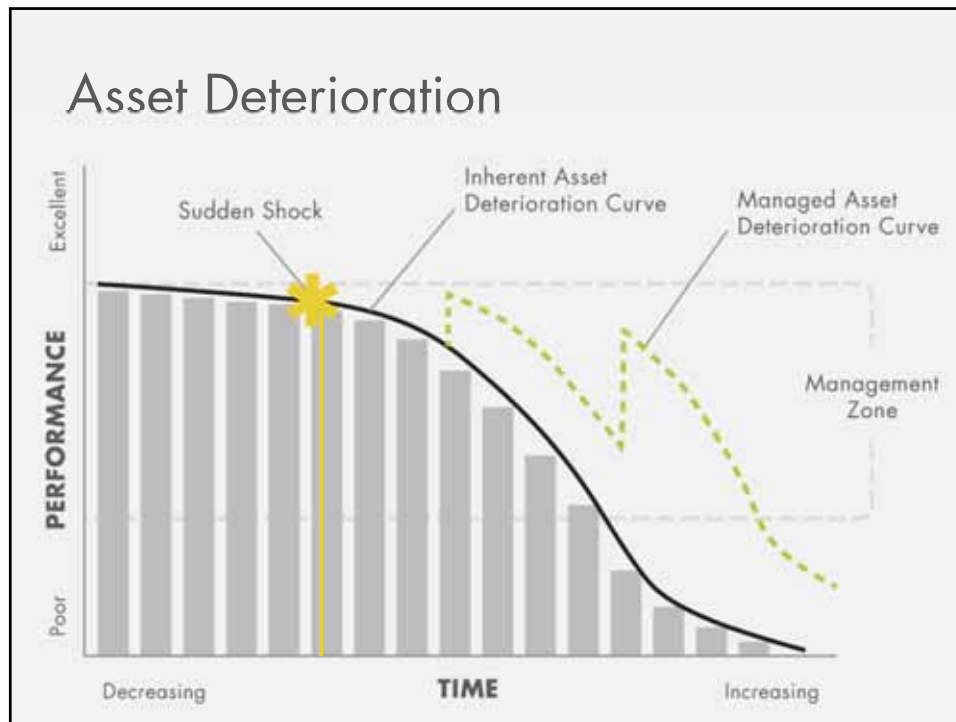 Asset Deterioration
Excellent
PERFORMANCE
Poor
Sudden Shock
Inherent Asset
Deterioration Curve
Managed Asset
Deterioration Curve
Management
Zone
Decreasing
TIME
Increasing